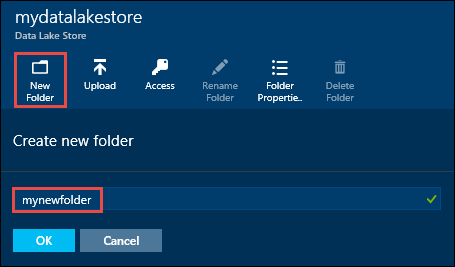 mydatalakestore
Data Lake Store
New Folder
Upload
Access
Rename Folder
Folder Propertie..
Delete Folder
Create new folder
mynewfolder
OK
Cancel